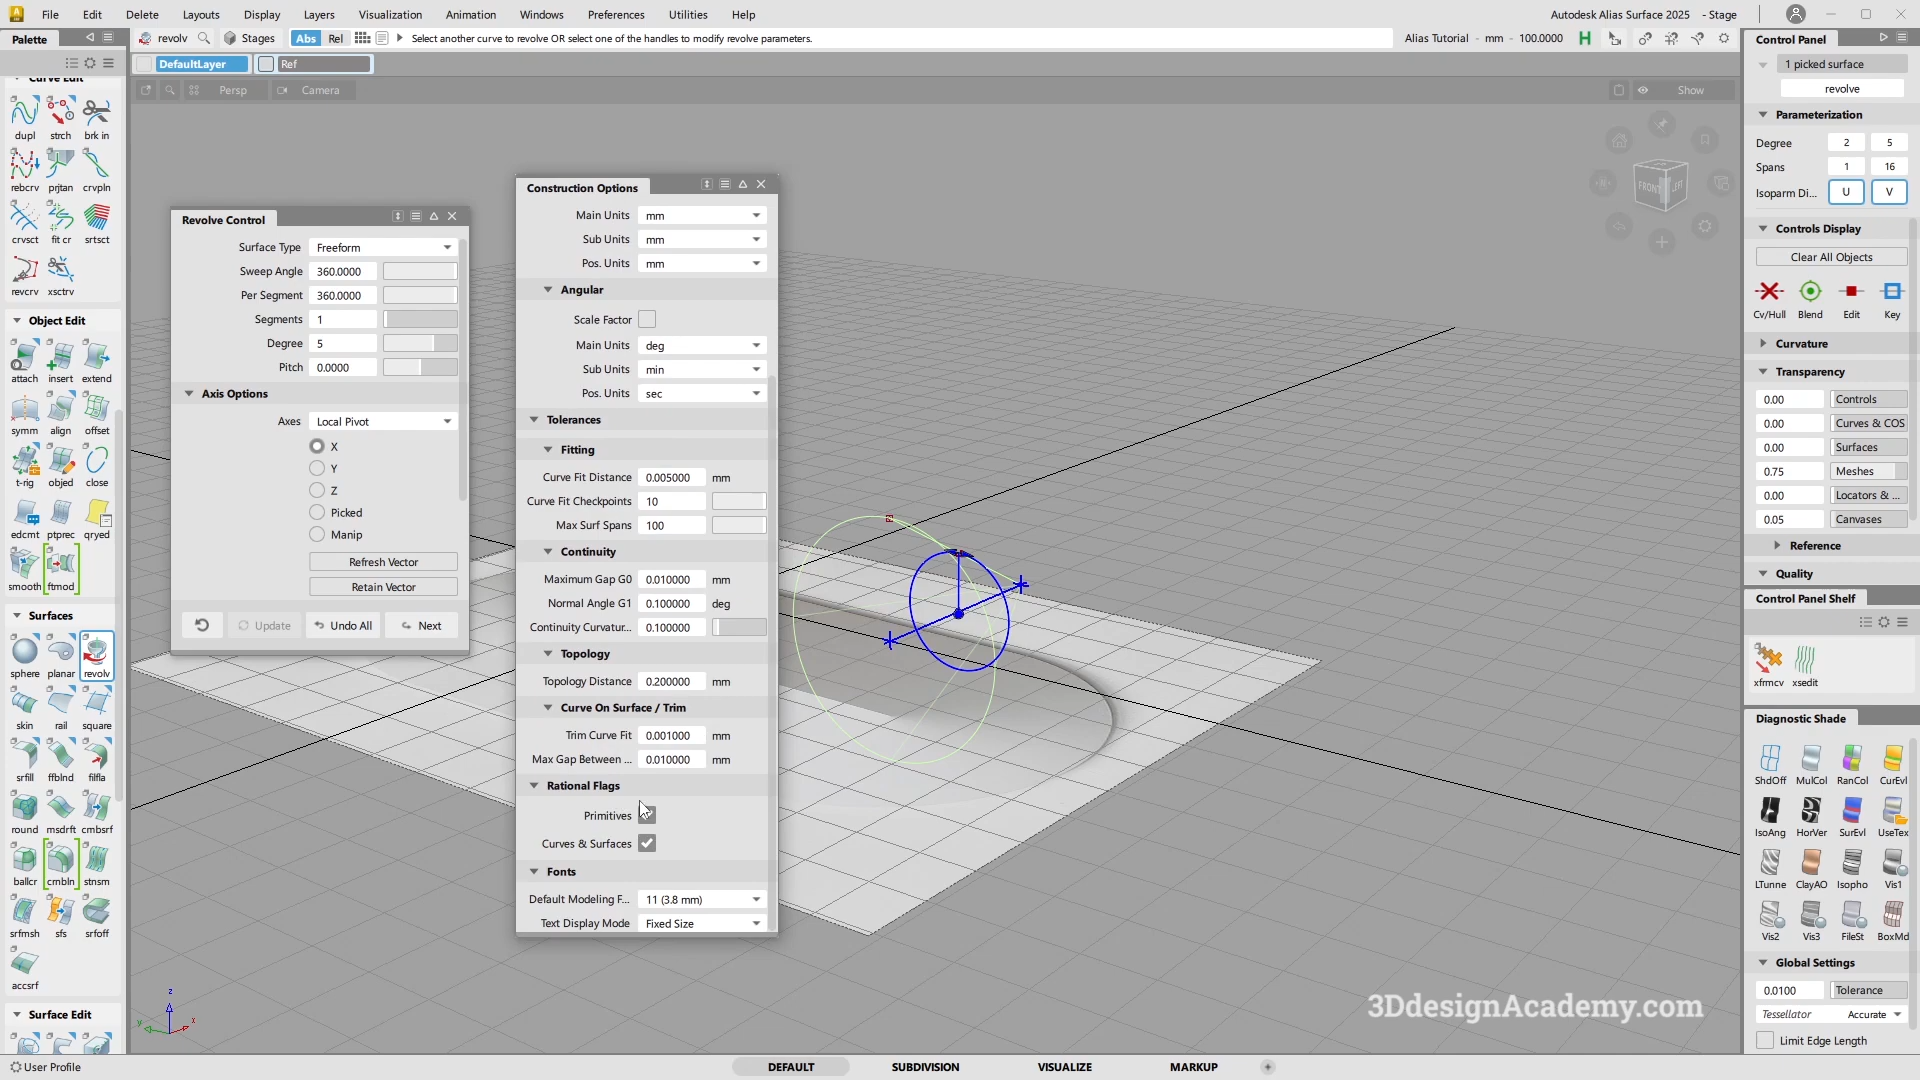 File Edit Delete Layouts Display Layers Visualization Animation Windows Preferences Utilities Help
Autodesk Alias Surface 2025 - Stage
Palette
revolv Stages Abs Rel Select another curve to revolve OR select one of the handles to modify revolve parameters.
Alias Tutorial - mm - 100.0000
DefaultLayer Ref
Persp Camera Show
Curve Edit
dupl strch brk in
rebcrv prjtan crvpln
crvsct fit cr srtsct
revcrv xsctrv
Object Edit
attach insert extend
symm align offset
t-rig objed close
edcmt ptprec qryed
smooth ftmod
Surfaces
sphere planar revolv
skin rail square
srfill ffblnd filfla
round msdrft cmbsrf
ballcr cmbln stnsm
srfmsh sfs srfoff
accsrf
Surface Edit
User Profile
Revolve Control
Surface Type Freeform
Sweep Angle 360.0000
Per Segment 360.0000
Segments 1
Degree 5
Pitch 0.0000
Axis Options
Axes Local Pivot
X
Y
Z
Picked
Manip
Refresh Vector
Retain Vector
Update Undo All Next
Construction Options
Main Units mm
Sub Units mm
Pos. Units mm
Angular
Scale Factor
Main Units deg
Sub Units min
Pos. Units sec
Tolerances
Fitting
Curve Fit Distance 0.005000 mm
Curve Fit Checkpoints 10
Max Surf Spans 100
Continuity
Maximum Gap G0 0.010000 mm
Normal Angle G1 0.100000 deg
Continuity Curvatur... 0.100000
Topology
Topology Distance 0.200000 mm
Curve On Surface / Trim
Trim Curve Fit 0.001000 mm
Max Gap Between ... 0.010000 mm
Rational Flags
Primitives
Curves & Surfaces
Fonts
Default Modeling F... 11 (3.8 mm)
Text Display Mode Fixed Size
FRONT LEFT
z
y x
3DdesignAcademy.com
DEFAULT SUBDIVISION VISUALIZE MARKUP
Control Panel
1 picked surface
revolve
Parameterization
Degree 2 5
Spans 1 16
Isoparm Di... U V
Controls Display
Clear All Objects
Cv/Hull Blend Edit Key
Curvature
Transparency
0.00 Controls
0.00 Curves & COS
0.00 Surfaces
0.75 Meshes
0.00 Locators & ...
0.05 Canvases
Reference
Quality
Control Panel Shelf
xfrmcv xsedit
Diagnostic Shade
ShdOff MulCol RanCol CurEvl
IsoAng HorVer SurEvl UseTex
LTunne ClayAO Isopho Vis1
Vis2 Vis3 FileSt BoxMd
Global Settings
0.0100 Tolerance
Tessellator Accurate
Limit Edge Length